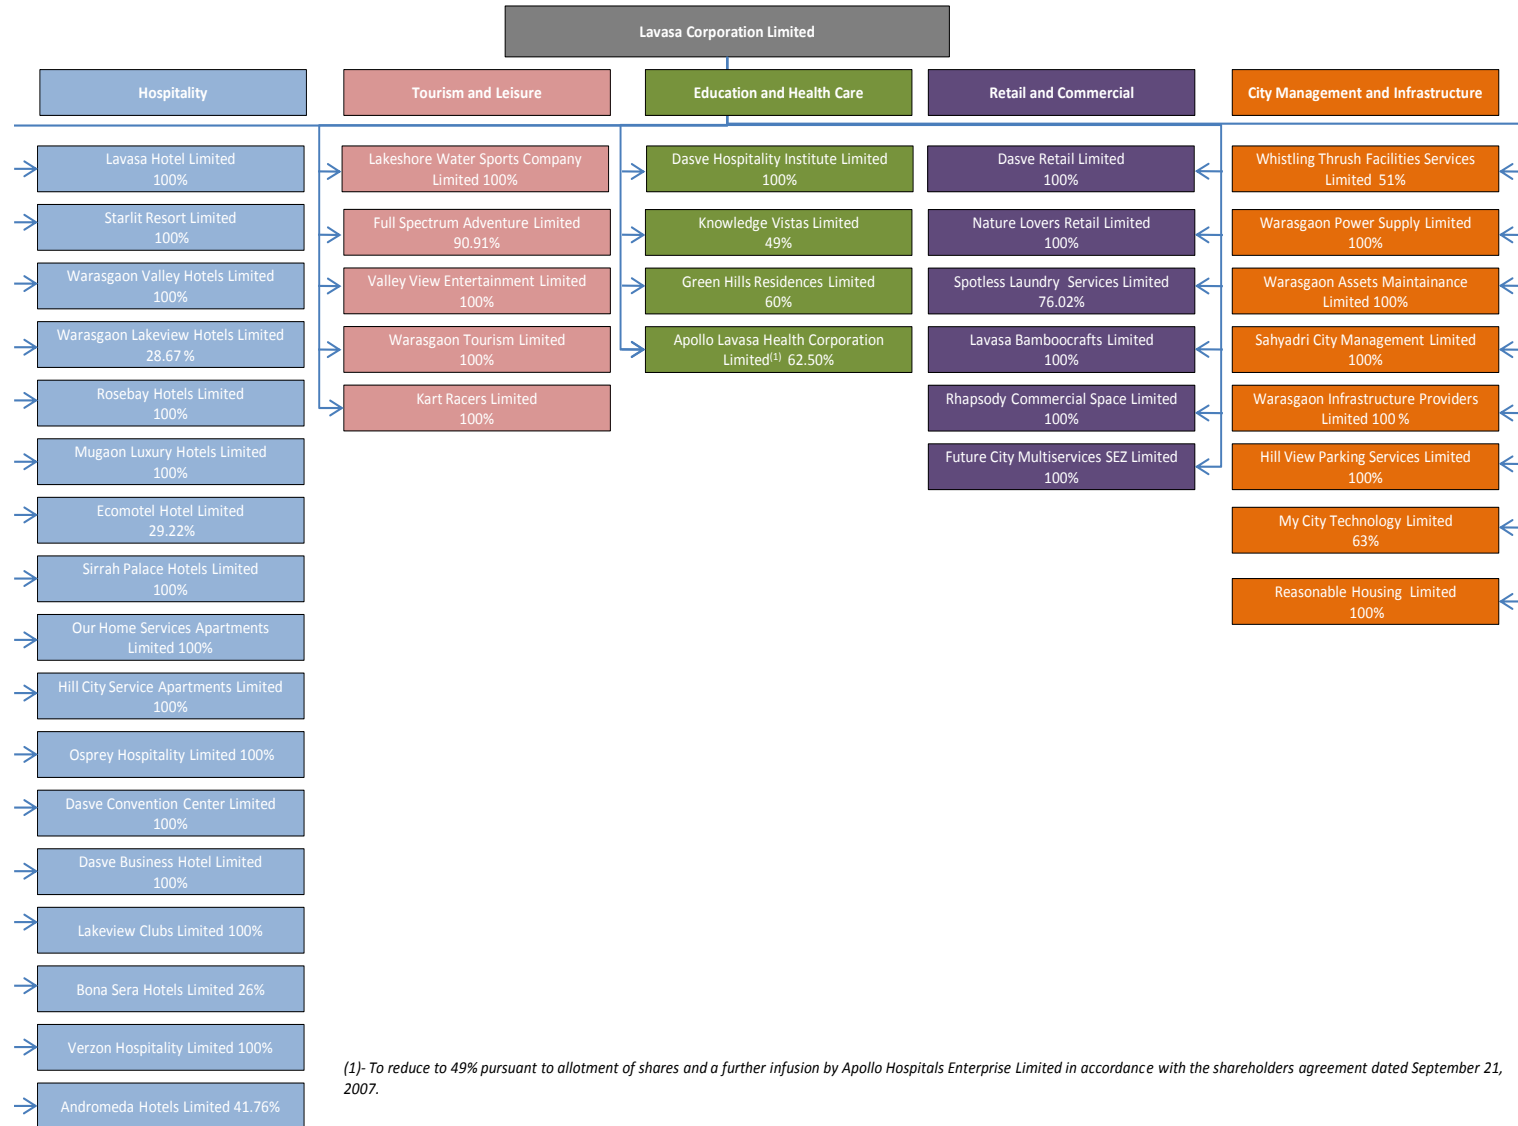 Lavasa Corporation Limited
Hospitality
Tourism and Leisure
Education and Health Care
Retail and Commercial
City Management and Infrastructure
Lavasa Hotel Limited
100%
Starlit Resort Limited
100%
Warasgaon Valley Hotels Limited
100%
Warasgaon Lakeview Hotels Limited
28.67 %
Rosebay Hotels Limited
100%
Mugaon Luxury Hotels Limited
100%
Ecomotel Hotel Limited
29.22%
Sirrah Palace Hotels Limited
100%
Our Home Services Apartments
Limited 100%
Hill City Service Apartments Limited
100%
Osprey Hospitality Limited 100%
Dasve Convention Center Limited
100%
Dasve Business Hotel Limited
100%
Lakeview Clubs Limited 100%
Bona Sera Hotels Limited 26%
Verzon Hospitality Limited 100%
Andromeda Hotels Limited 41.76%
Lakeshore Water Sports Company
Limited 100%
Full Spectrum Adventure Limited
90.91%
Valley View Entertainment Limited
100%
Warasgaon Tourism Limited
100%
Kart Racers Limited
100%
Dasve Hospitality Institute Limited
100%
Knowledge Vistas Limited
49%
Green Hills Residences Limited
60%
Apollo Lavasa Health Corporation
Limited(1) 62.50%
Dasve Retail Limited
100%
Nature Lovers Retail Limited
100%
Spotless Laundry Services Limited
76.02%
Lavasa Bamboocrafts Limited
100%
Rhapsody Commercial Space Limited
100%
Future City Multiservices SEZ Limited
100%
Whistling Thrush Facilities Services
Limited 51%
Warasgaon Power Supply Limited
100%
Warasgaon Assets Maintainance
Limited 100%
Sahyadri City Management Limited
100%
Warasgaon Infrastructure Providers
Limited 100 %
Hill View Parking Services Limited
100%
My City Technology Limited
63%
Reasonable Housing Limited
100%
(1)- To reduce to 49% pursuant to allotment of shares and a further infusion by Apollo Hospitals Enterprise Limited in accordance with the shareholders agreement dated September 21,
2007.